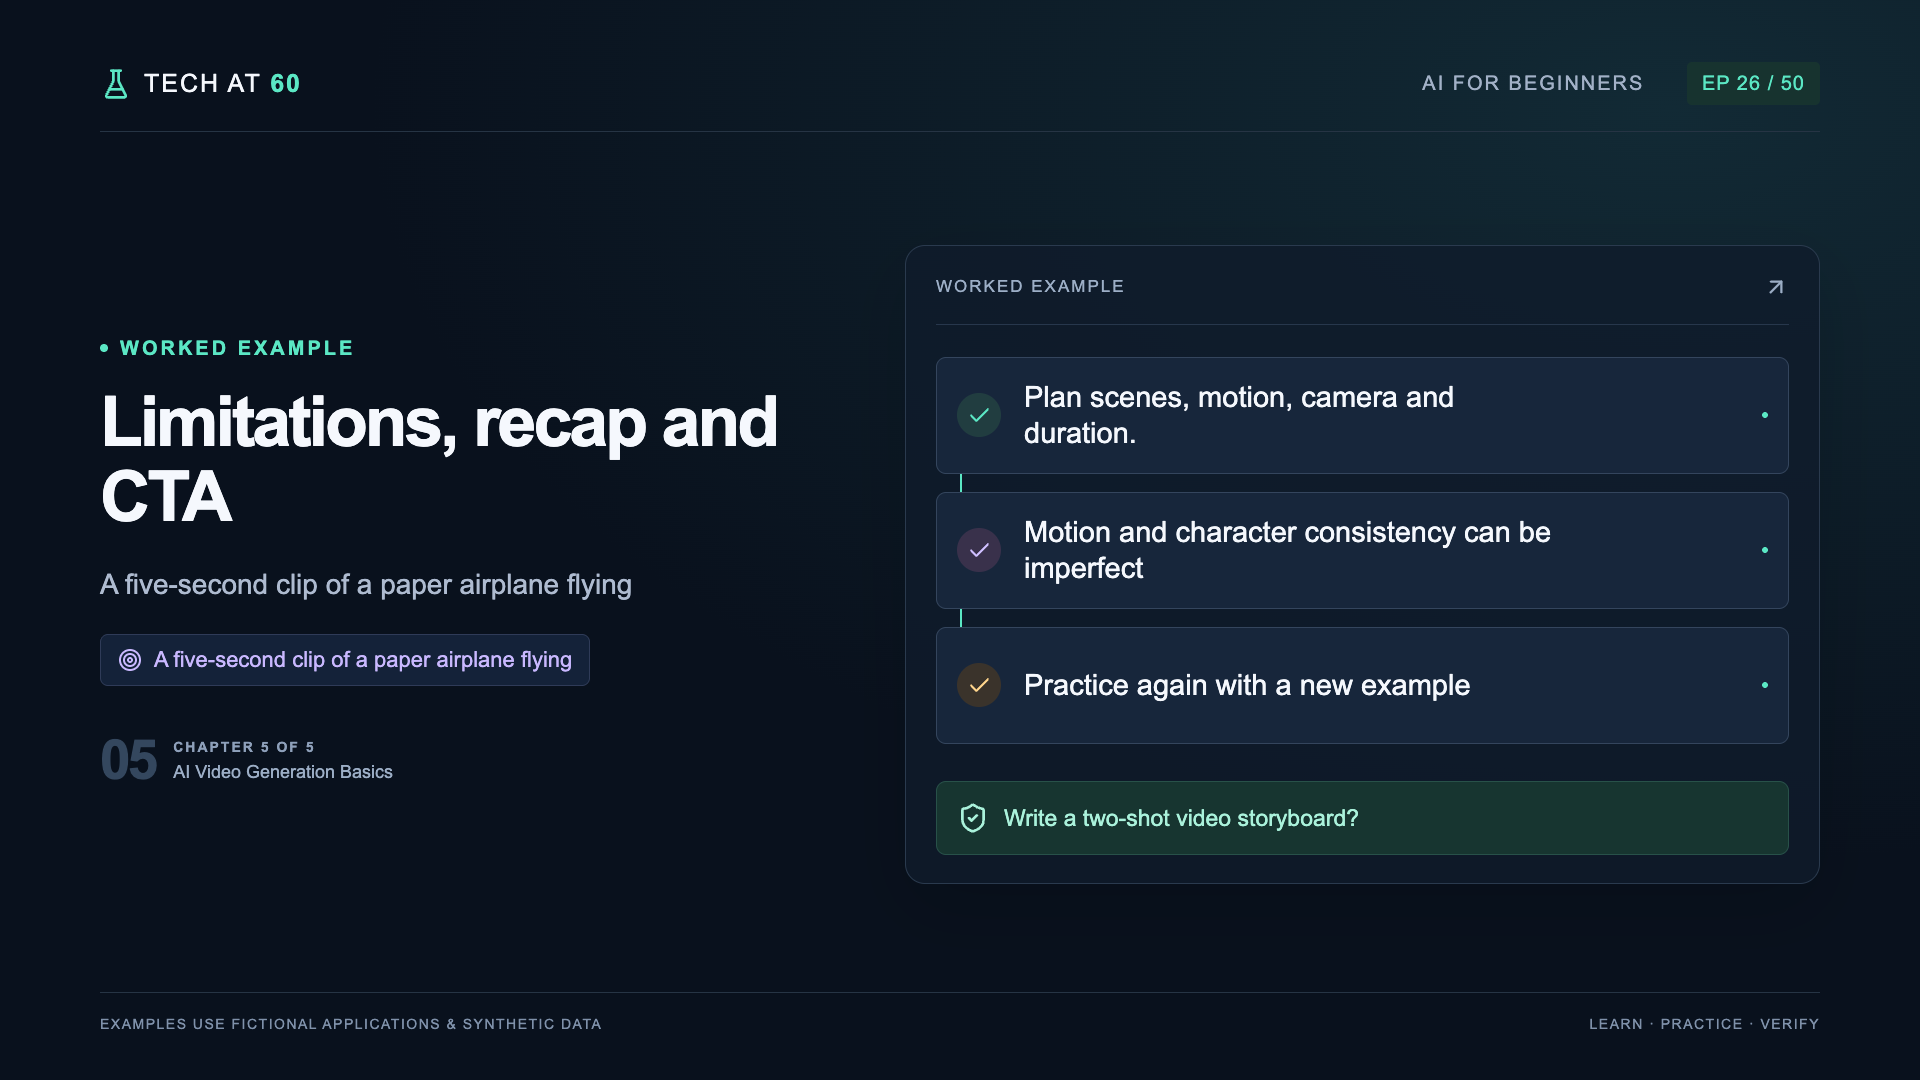 TECH AT 60
AI FOR BEGINNERS
EP 26 / 50
WORKED EXAMPLE
Limitations, recap and
CTA
A five-second clip of a paper airplane flying
A five-second clip of a paper airplane flying
05
CHAPTER 5 OF 5
AI Video Generation Basics
WORKED EXAMPLE
Plan scenes, motion, camera and
duration.
Motion and character consistency can be
imperfect
Practice again with a new example
Write a two-shot video storyboard?
EXAMPLES USE FICTIONAL APPLICATIONS & SYNTHETIC DATA
LEARN · PRACTICE · VERIFY